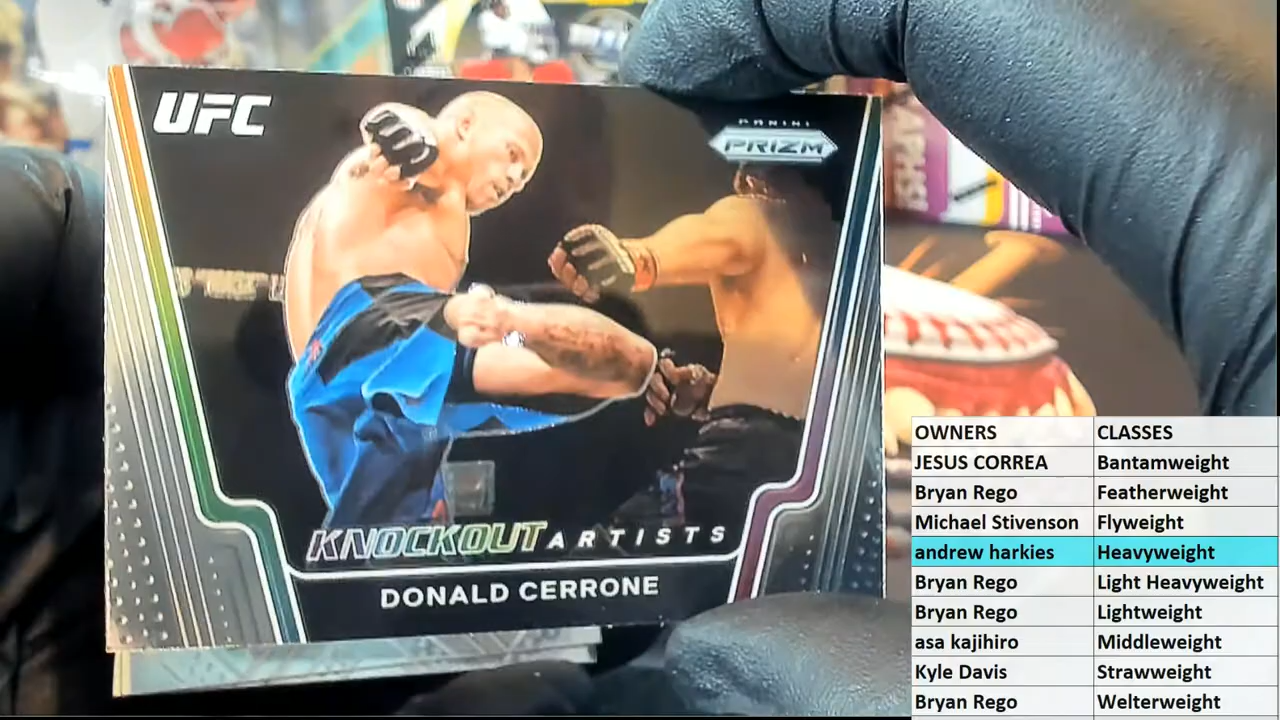 UFC
PANINI
PRIZM
KNOCKOUT ARTISTS
DONALD CERRONE
OWNERS CLASSES
JESUS CORREA Bantamweight
Bryan Rego Featherweight
Michael Stivenson Flyweight
andrew harkies Heavyweight
Bryan Rego Light Heavyweight
Bryan Rego Lightweight
asa kajihiro Middleweight
Kyle Davis Strawweight
Bryan Rego Welterweight